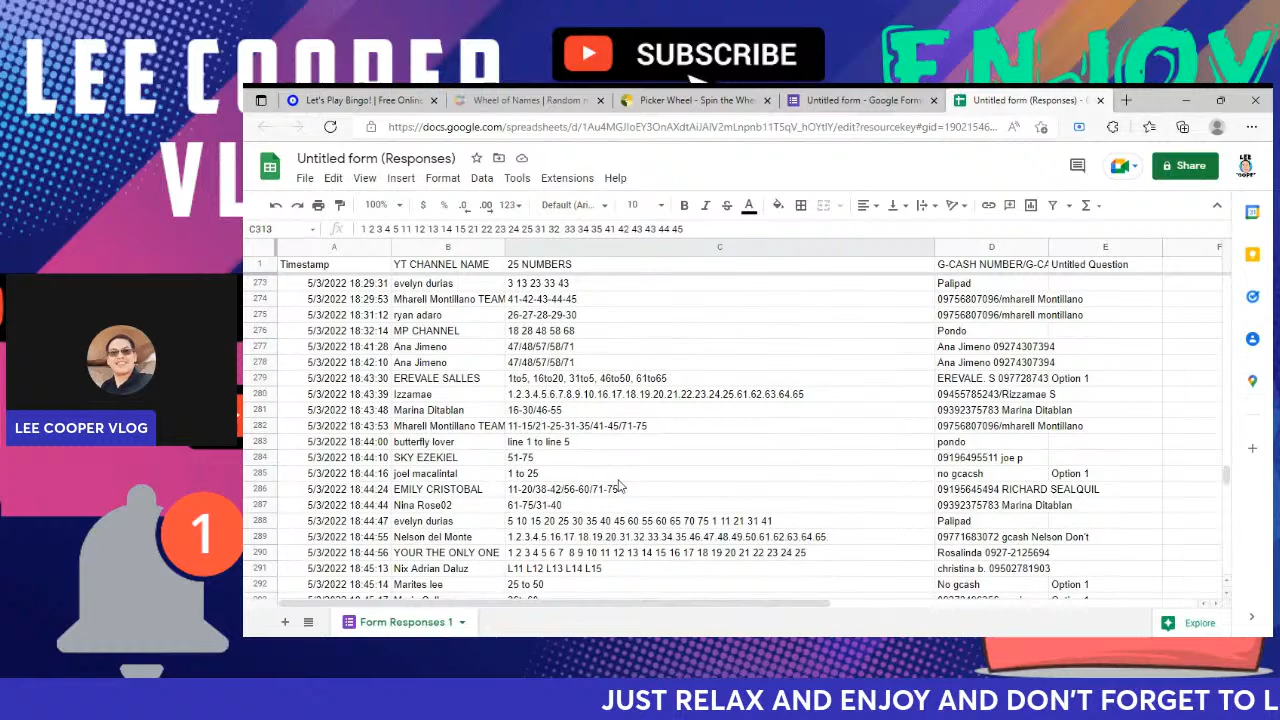 LEE COOPER
VL
SUBSCRIBE
ENJOY
Let's Play Bingo! | Free Online
Wheel of Names | Random n
Picker Wheel - Spin the Whe
Untitled form - Google Form
Untitled form (Responses) - G
https://docs.google.com/spreadsheets/d/1Au4MGJIoEY3OnAXdtAiJAlV2mLnpnb11T5qV_hOYtlY/edit?resourcekey#gid=19021546...
Untitled form (Responses)
File Edit View Insert Format Tools Extensions Help
Share
100% $ % .0 .00 123 Default (Ari... 10 B I S A
C313 fx 1 2 3 4 5 11 12 13 14 15 21 22 23 24 25 31 32 33 34 35 41 42 43 44 45
A B C D E F
1 Timestamp YT CHANNEL NAME 25 NUMBERS G-CASH NUMBER/G-CA Untitled Question
273 5/3/2022 18:29:31 evelyn durias 3 13 23 33 43 Palipad
274 5/3/2022 18:29:53 Mharell Montillano TEAM 41-42-43-44-45 09756807096/mharell Montillano
275 5/3/2022 18:31:12 ryan adaro 26-27-28-29-30 09756807096/mharell montillano
276 5/3/2022 18:32:14 MP CHANNEL 18 28 48 58 68 Pondo
277 5/3/2022 18:41:28 Ana Jimeno 47/48/57/58/71 Ana Jimeno 09274307394
278 5/3/2022 18:42:10 Ana Jimeno 47/48/57/58/71 Ana Jimeno 09274307394
279 5/3/2022 18:43:30 EREVALE SALLES 1to5, 16to20, 31to5, 46to50, 61to65 EREVALE. S 097728743 Option 1
280 5/3/2022 18:43:39 Izzamae 1.2.3.4.5 6.7.8.9.10.16.17.18.19.20.21.22.23 24.25.61.62.63.64.65 09455785243/Rizzamae S
281 5/3/2022 18:43:48 Marina Ditablan 16-30/46-55 09392375783 Marina Ditablan
282 5/3/2022 18:43:53 Mharell Montillano TEAM 11-15/21-25-31-35/41-45/71-75 09756807096/mharell Montillano
283 5/3/2022 18:44:00 butterfly lover line 1 to line 5 pondo
284 5/3/2022 18:44:10 SKY EZEKIEL 51-75 09196495511 joe p
285 5/3/2022 18:44:16 joel macalintal 1 to 25 no gcacsh Option 1
286 5/3/2022 18:44:24 EMILY CRISTOBAL 11-20/38-42/56-60/71-75 09195645494 RICHARD SEALQUIL
287 5/3/2022 18:44:44 Nina Rose02 61-75/31-40 09392375783 Marina Ditablan
288 5/3/2022 18:44:47 evelyn durias 5 10 15 20 25 30 35 40 45 60 55 60 65 70 75 1 11 21 31 41 Palipad
289 5/3/2022 18:44:55 Nelson del Monte 1.2.3.4.5.16.17 18.19 20.31.32.33.34 35 46.47 48.49 50.61.62.63.64.65. 09771683072 gcash Nelson Don't
290 5/3/2022 18:44:56 YOUR THE ONLY ONE 1 2 3 4 5 6 7 8 9 10 11 12 13 14 15 16 17 18 19 20 21 22 23 24 25 Rosalinda 0927-2125694
291 5/3/2022 18:45:13 Nix Adrian Daluz L11 L12 L13 L14 L15 christina b. 09502781903
292 5/3/2022 18:45:14 Marites lee 25 to 50 No gcash Option 1
Form Responses 1
Explore
LEE COOPER VLOG
1
JUST RELAX AND ENJOY AND DON'T FORGET TO L